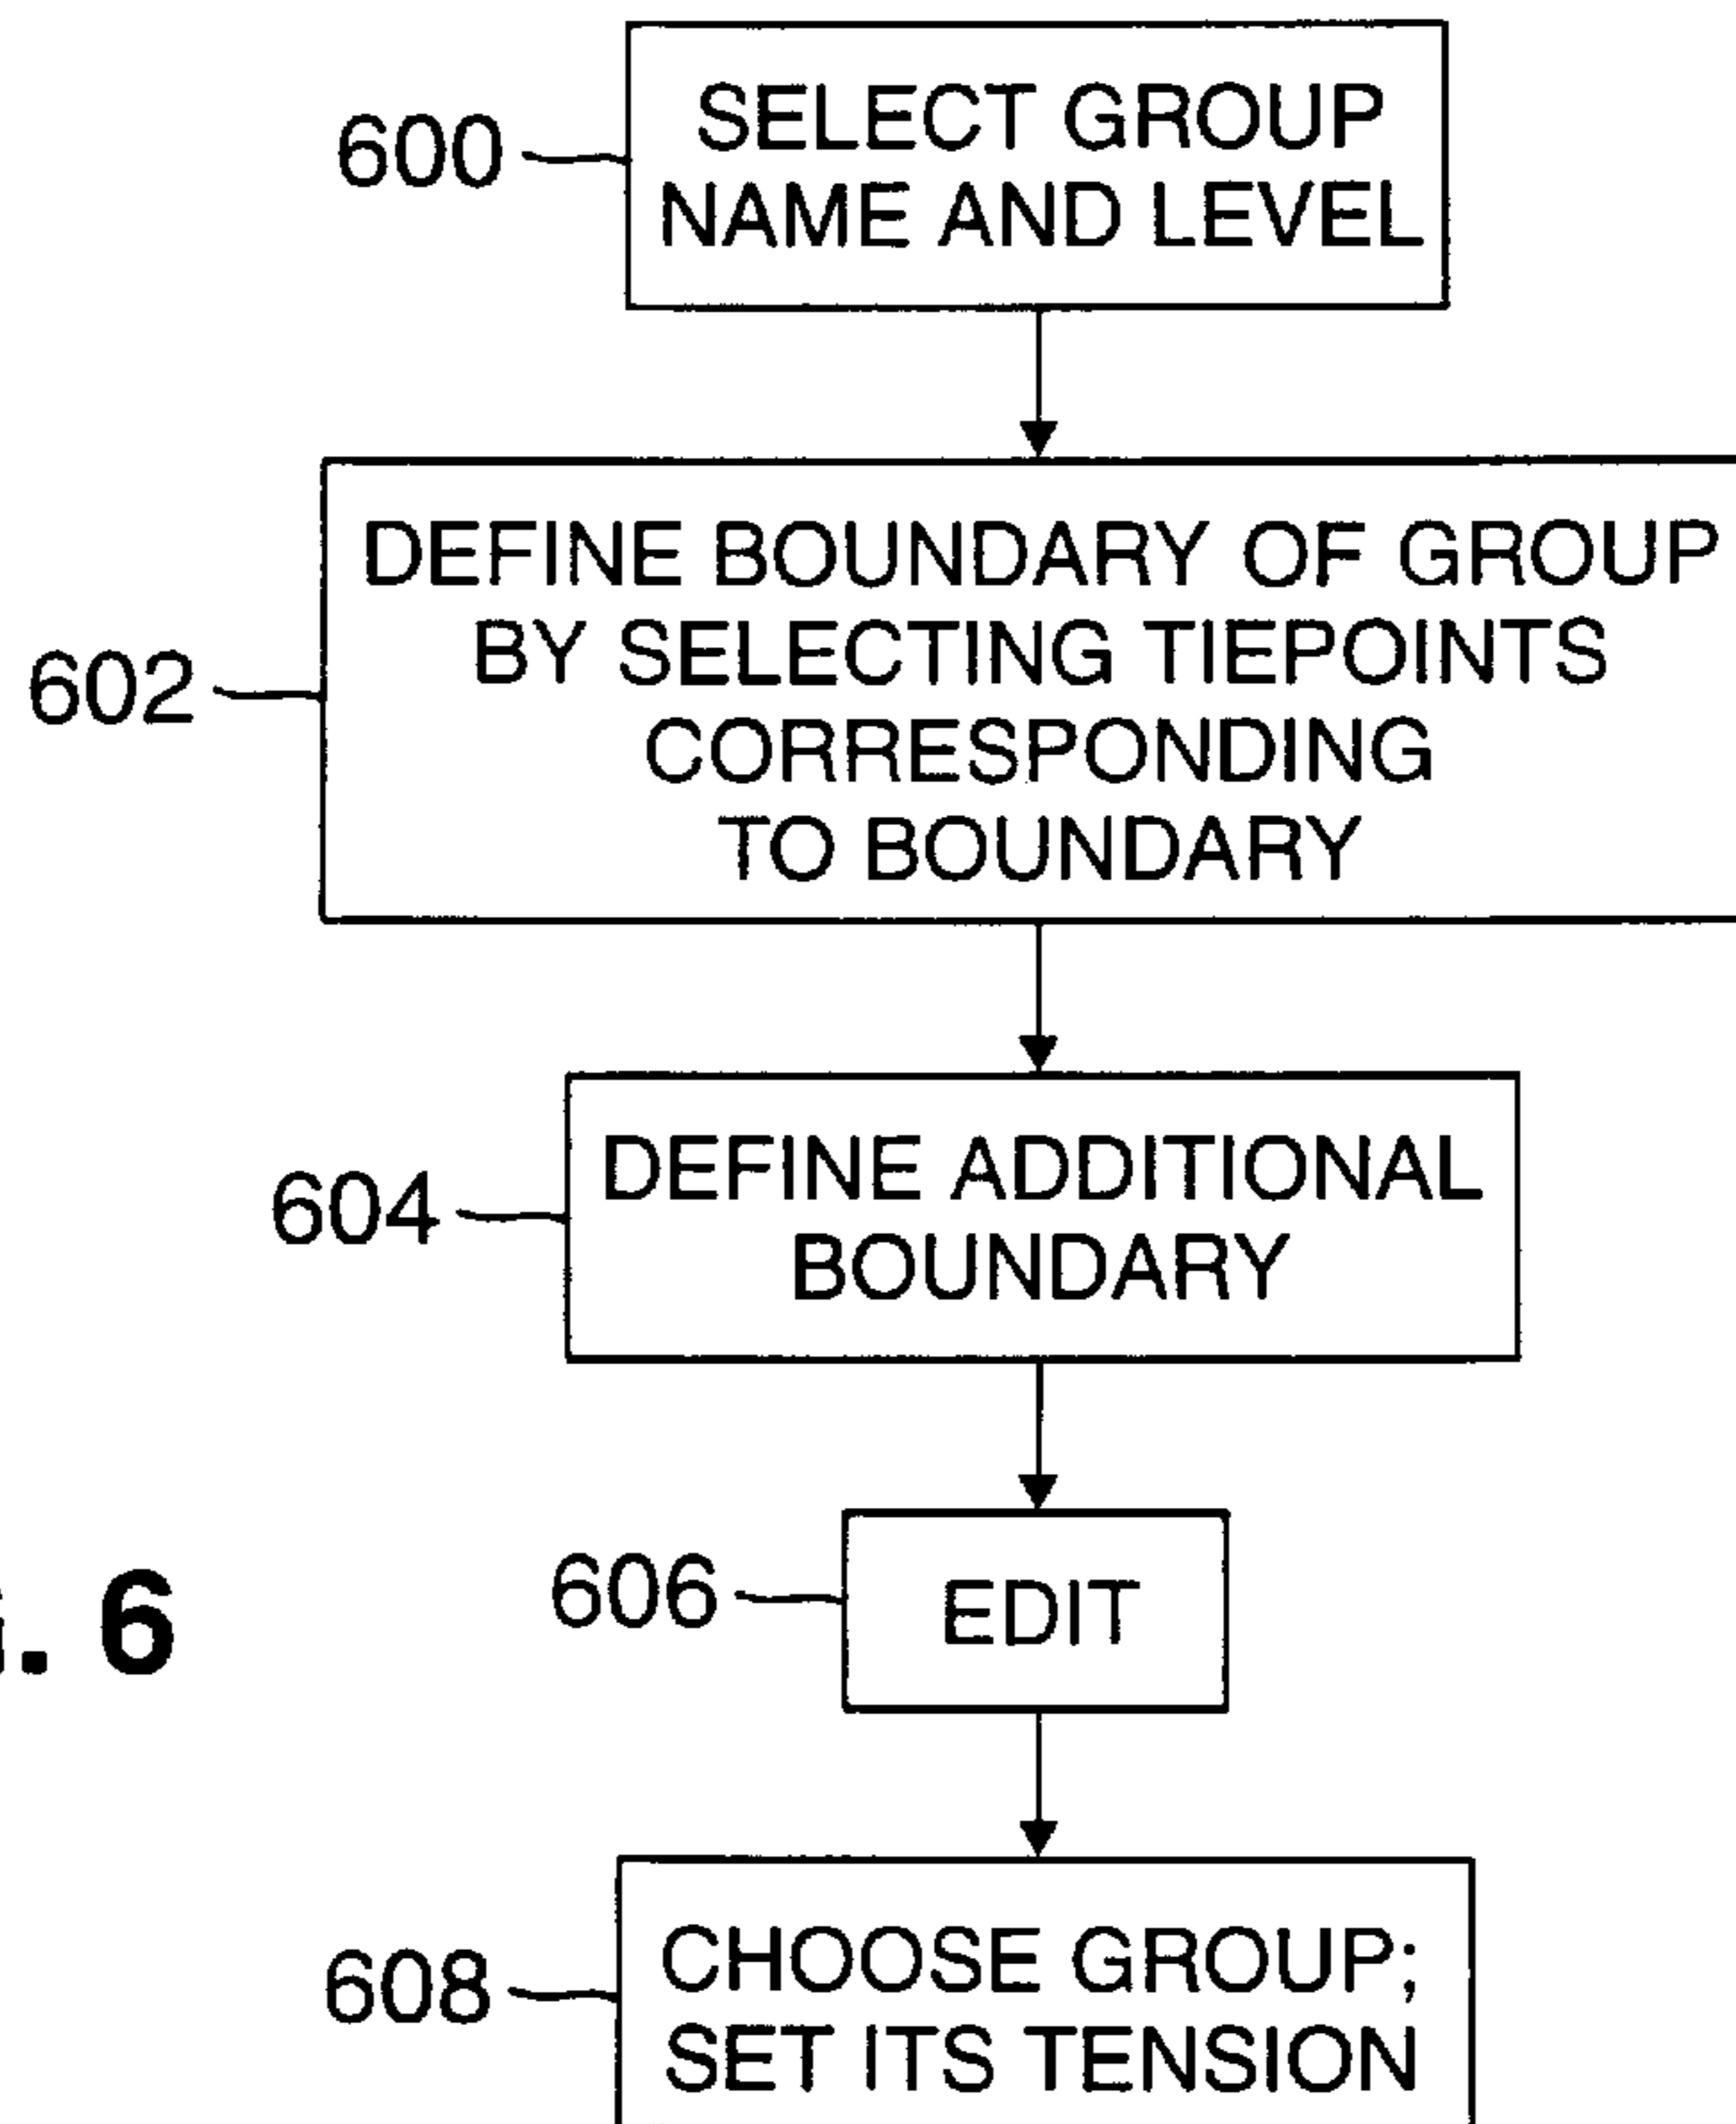 600
SELECT GROUP
NAME AND LEVEL
602
DEFINE BOUNDARY OF GROUP
BY SELECTING TIEPOINTS
CORRESPONDING
TO BOUNDARY
604
DEFINE ADDITIONAL
BOUNDARY
606
EDIT
. 6
608
CHOOSE GROUP;
SET ITS TENSION